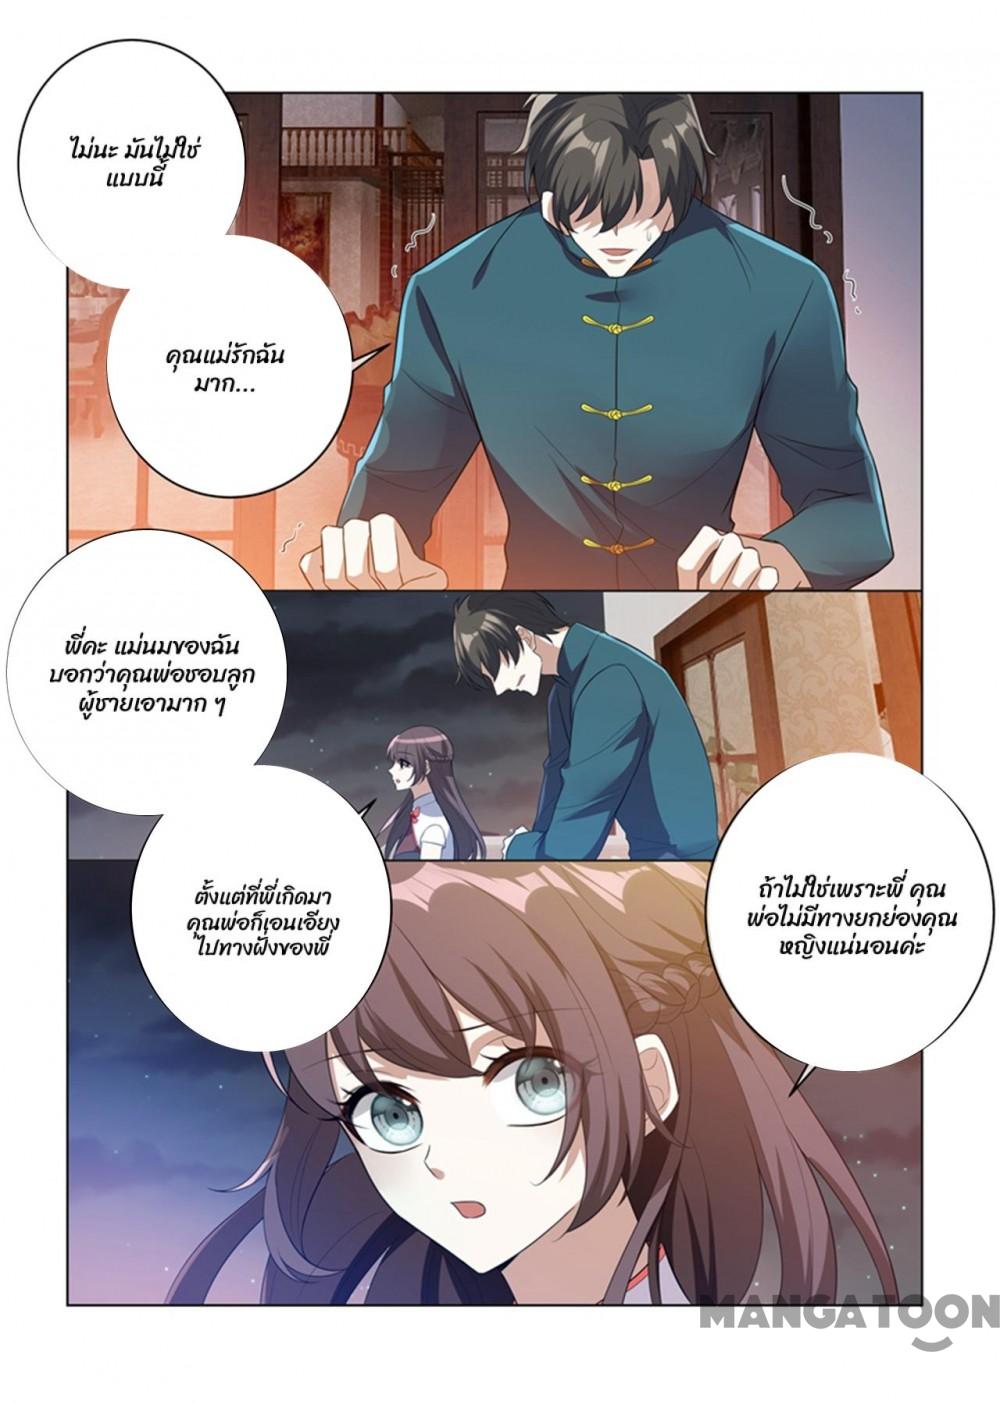 ไม่นะ มันไม่ใช่
แบบนี้
คุณแม่รักฉัน
มาก...
พี่คะ แม่นมของฉัน
บอกว่าคุณพ่อชอบลูก
ผู้ชายเอามาก ๆ
ตั้งแต่ที่พี่เกิดมา
คุณพ่อก็เอนเอียง
ไปทางฝั่งของพี่
ถ้าไม่ใช่เพราะพี่ คุณ
พ่อไม่มีทางยกย่องคุณ
หญิงแน่นอนค่ะ
MANGATOON